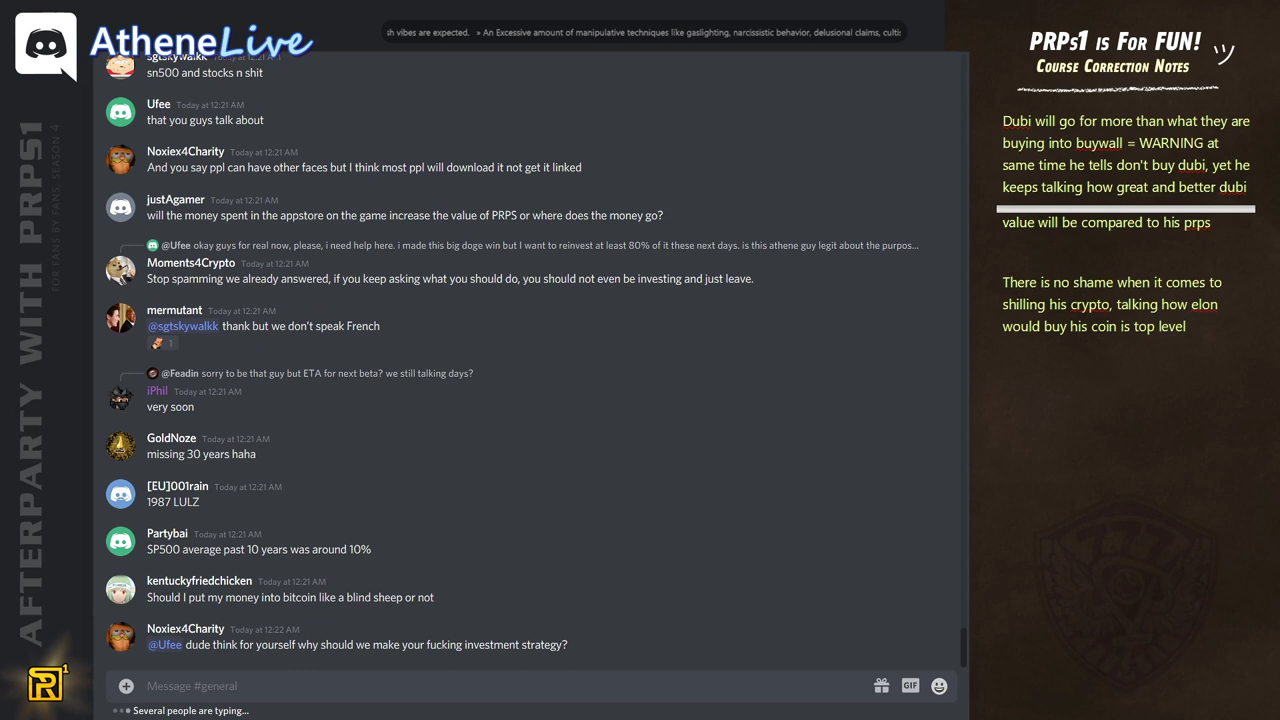 AtheneLive
sh vibes are expected.   » An Excessive amount of manipulative techniques like gaslighting, narcissistic behavior, delusional claims, culti
PRPS1 IS FOR FUN! ツ
COURSE CORRECTION NOTES
AFTERPARTY WITH PRPS1
FOR FANS BY FANS, SEASON 4
sgtskywalkk Today at 12:21 AM
sn500 and stocks n shit
Ufee Today at 12:21 AM
that you guys talk about
Noxiex4Charity Today at 12:21 AM
And you say ppl can have other faces but I think most ppl will download it not get it linked
justAgamer Today at 12:21 AM
will the money spent in the appstore on the game increase the value of PRPS or where does the money go?
@Ufee okay guys for real now, please, i need help here. i made this big doge win but I want to reinvest at least 80% of it these next days. is this athene guy legit about the purpos...
Moments4Crypto Today at 12:21 AM
Stop spamming we already answered, if you keep asking what you should do, you should not even be investing and just leave.
mermutant Today at 12:21 AM
@sgtskywalkk thank but we don't speak French
1
@Feadin sorry to be that guy but ETA for next beta? we still talking days?
iPhil Today at 12:21 AM
very soon
GoldNoze Today at 12:21 AM
missing 30 years haha
[EU]001rain Today at 12:21 AM
1987 LULZ
Partybai Today at 12:21 AM
SP500 average past 10 years was around 10%
kentuckyfriedchicken Today at 12:21 AM
Should I put my money into bitcoin like a blind sheep or not
Noxiex4Charity Today at 12:22 AM
@Ufee dude think for yourself why should we make your fucking investment strategy?
Message #general
GIF
Several people are typing...
Dubi will go for more than what they are
buying into buywall = WARNING at
same time he tells don't buy dubi, yet he
keeps talking how great and better dubi
value will be compared to his prps
There is no shame when it comes to
shilling his crypto, talking how elon
would buy his coin is top level